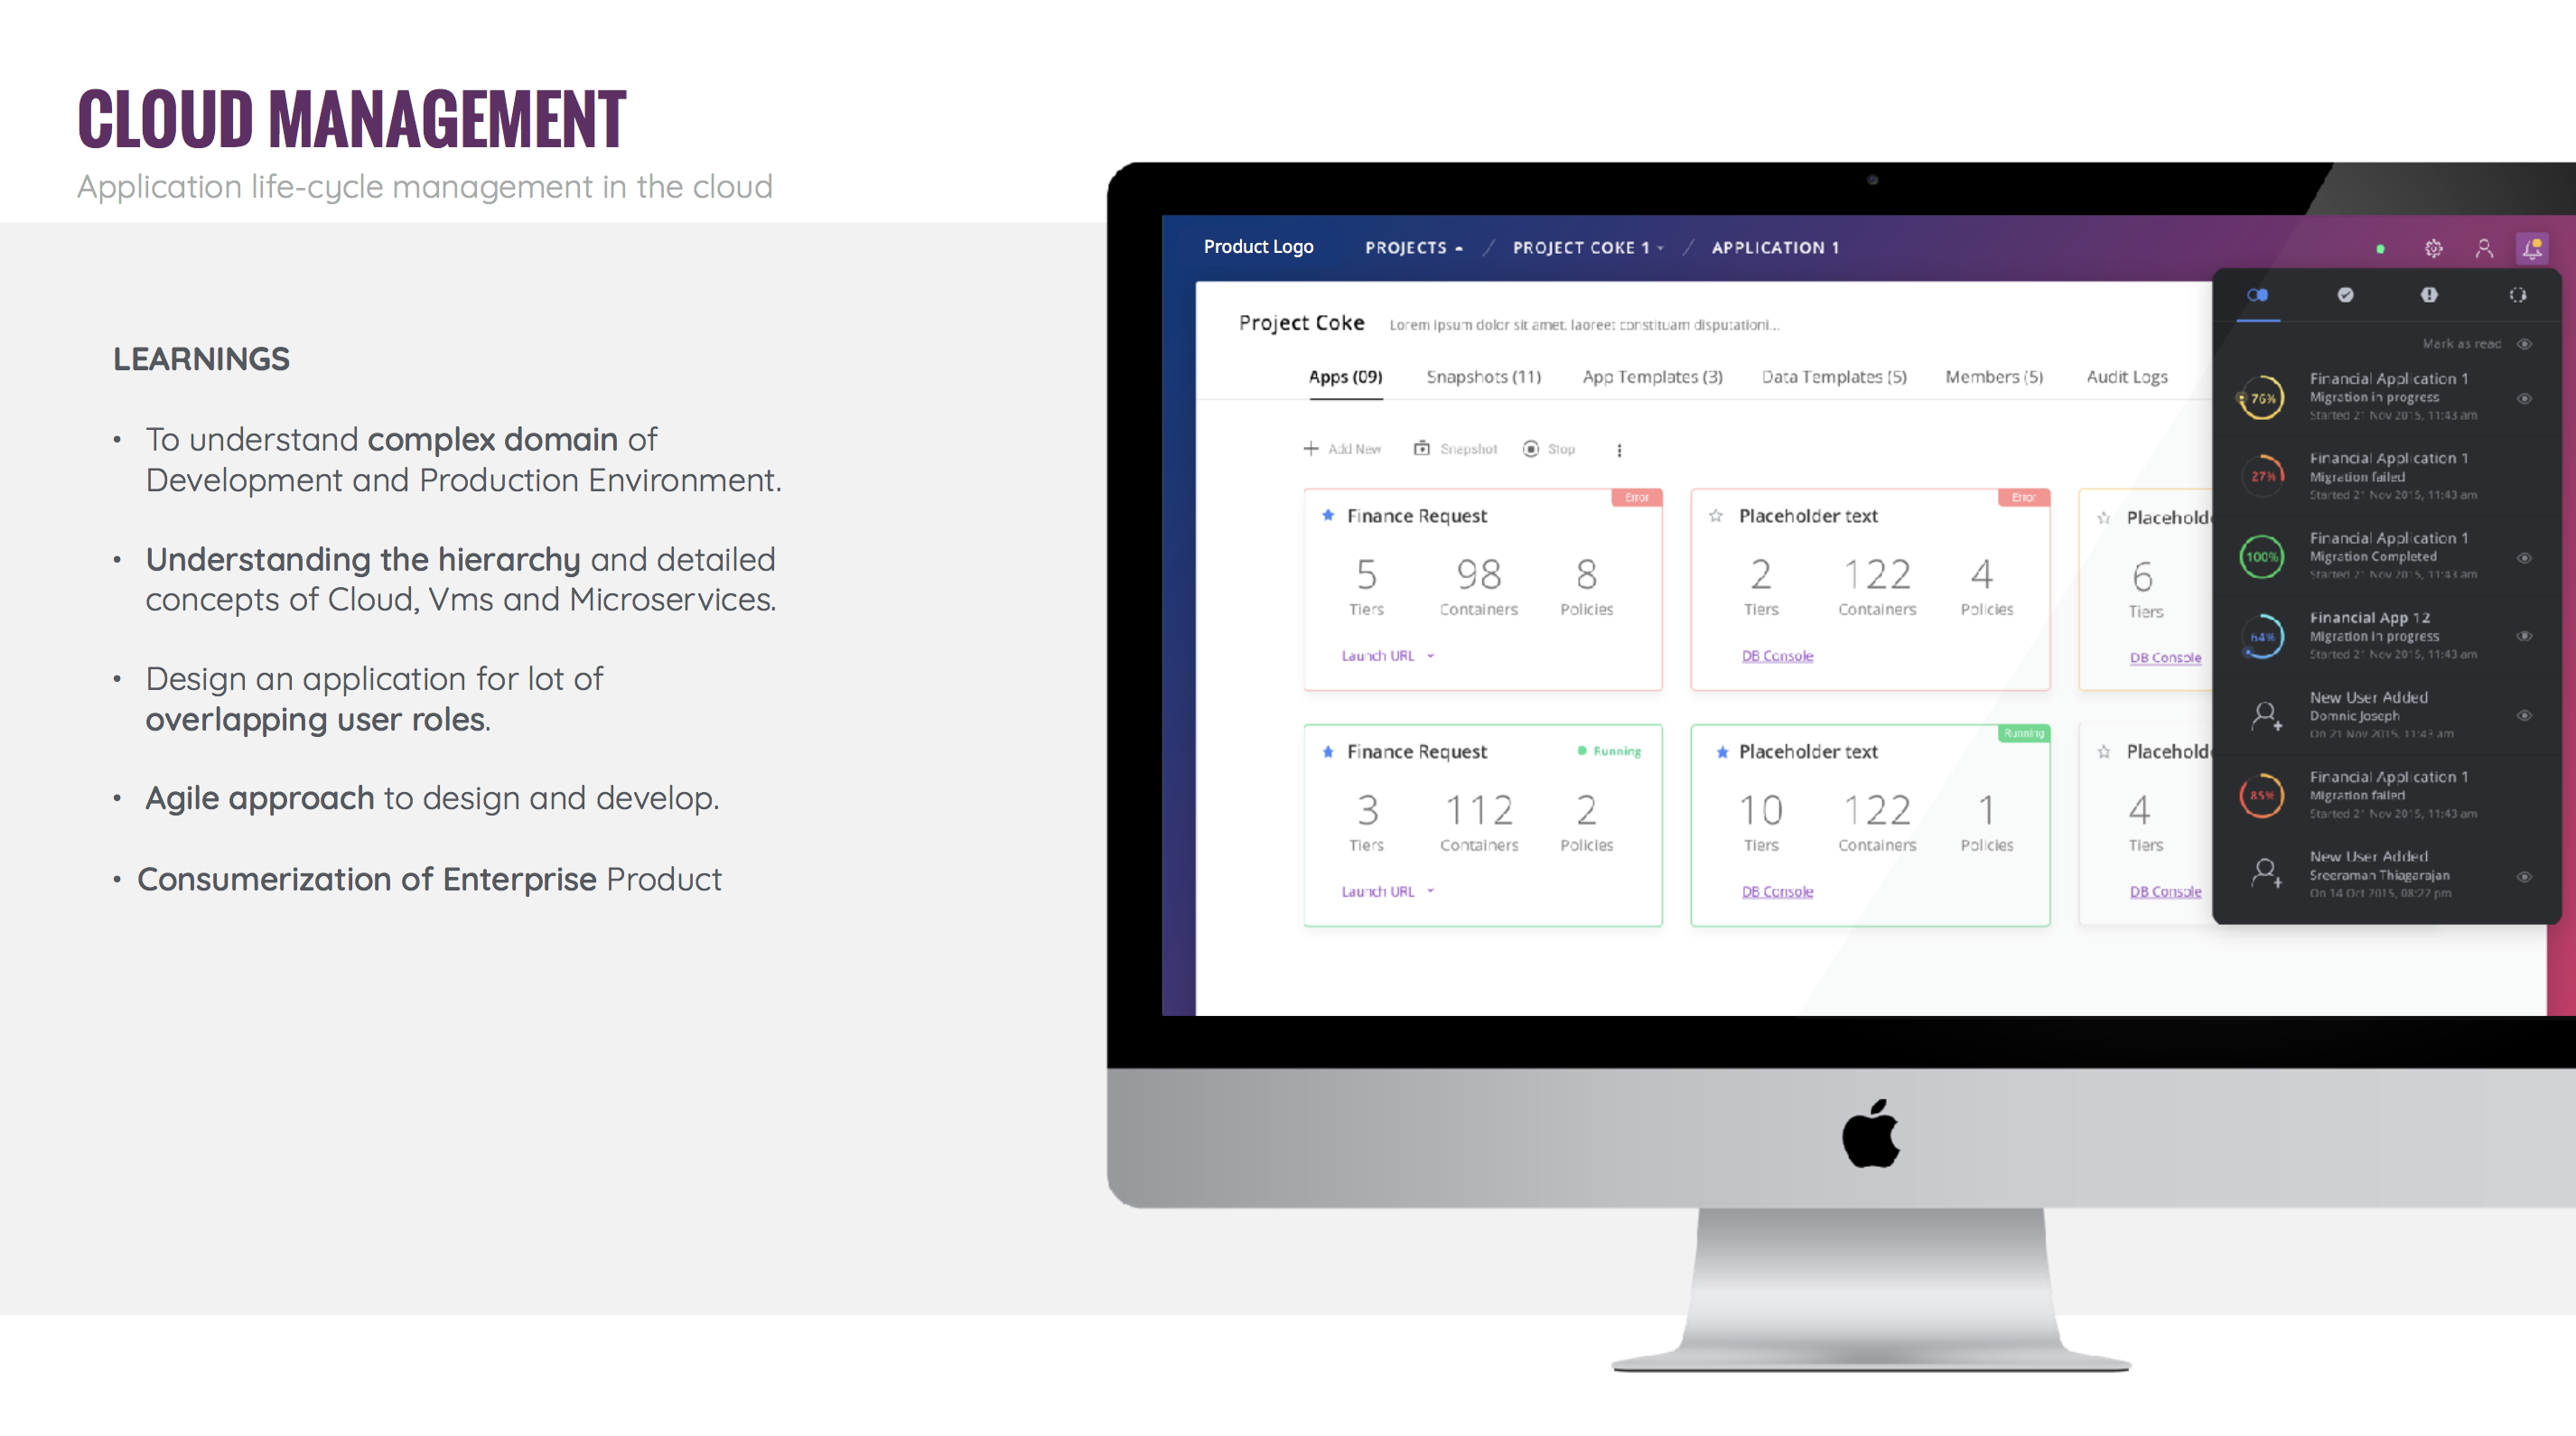 CLOUD MANAGEMENT
Application life-cycle management in the cloud
LEARNINGS
• To understand complex domain of
Development and Production Environment.
• Understanding the hierarchy and detailed
concepts of Cloud, Vms and Microservices.
• Design an application for lot of
overlapping user roles.
• Agile approach to design and develop.
• Consumerization of Enterprise Product
Product Logo PROJECTS / PROJECT COKE 1 / APPLICATION 1
Project Coke Lorem ipsum dolor sit amet, laoreet constituam disputationi...
Apps (09) Snapshots (11) App Templates (3) Data Templates (5) Members (5) Audit Logs
Add New Snapshot Stop
Error
Finance Request
5 98 8
Tiers Containers Policies
Launch URL
Error
Placeholder text
2 122 4
Tiers Containers Policies
DB Console
Placehold
6
Tiers
DB Console
Finance Request Running
3 112 2
Tiers Containers Policies
Launch URL
Running
Placeholder text
10 122 1
Tiers Containers Policies
DB Console
Placehold
4
Tiers
DB Console
Mark as read
76%
Financial Application 1
Migration in progress
Started 21 Nov 2015, 11:43 am
27%
Financial Application 1
Migration failed
Started 21 Nov 2015, 11:43 am
100%
Financial Application 1
Migration Completed
Started 21 Nov 2015, 11:43 am
64%
Financial App 12
Migration in progress
Started 21 Nov 2015, 11:43 am
New User Added
Domnic Joseph
On 21 Nov 2015, 11:43 am
85%
Financial Application 1
Migration failed
Started 21 Nov 2015, 11:43 am
New User Added
Sreeraman Thiagarajan
On 14 Oct 2015, 08:22 pm